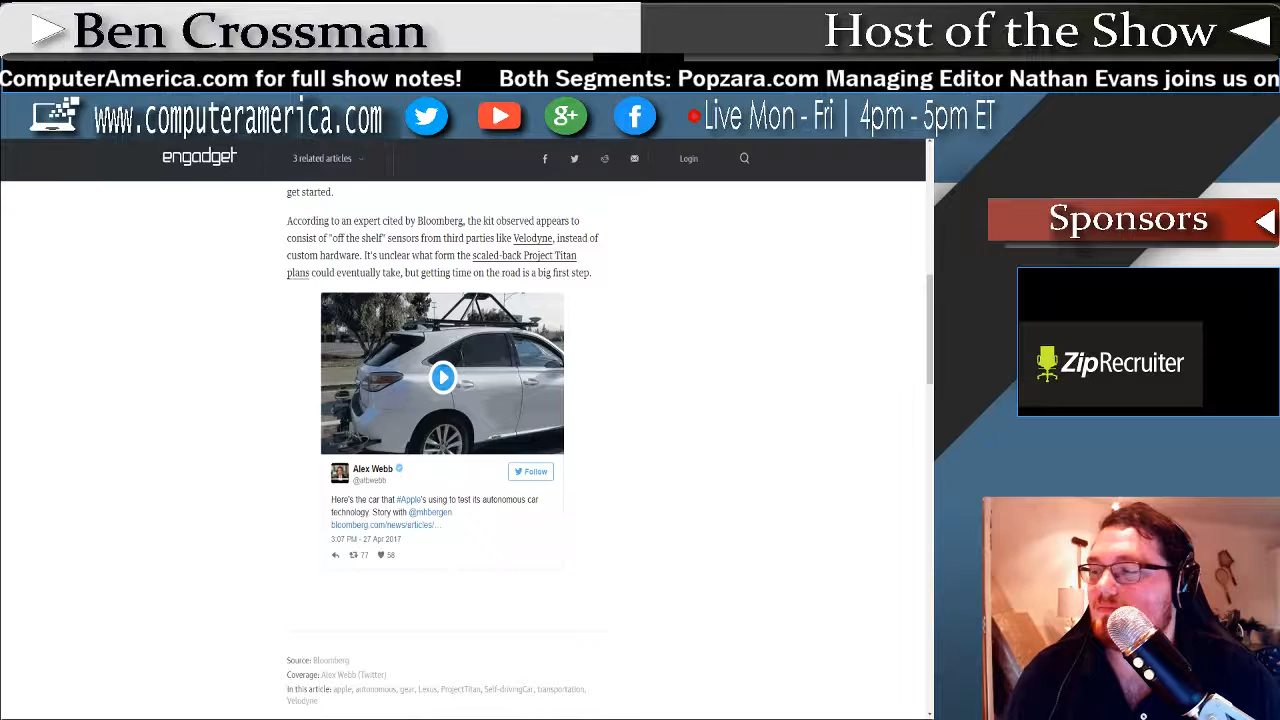 Ben Crossman
Host of the Show
ComputerAmerica.com for full show notes! Both Segments: Popzara.com Managing Editor Nathan Evans joins us on
www.computeramerica.com
Live Mon - Fri | 4pm - 5pm ET
engadget
3 related articles
Login
get started.
According to an expert cited by Bloomberg, the kit observed appears to
consist of "off the shelf" sensors from third parties like Velodyne, instead of
custom hardware. It's unclear what form the scaled-back Project Titan
plans could eventually take, but getting time on the road is a big first step.
Alex Webb
@atbwebb
Follow
Here's the car that #Apple's using to test its autonomous car
technology. Story with @mhbergen
bloomberg.com/news/articles/...
3:07 PM - 27 Apr 2017
77 58
Source: Bloomberg
Coverage: Alex Webb (Twitter)
In this article: apple, autonomous, gear, Lexus, ProjectTitan, Self-drivingCar, transportation,
Velodyne
Sponsors
ZipRecruiter